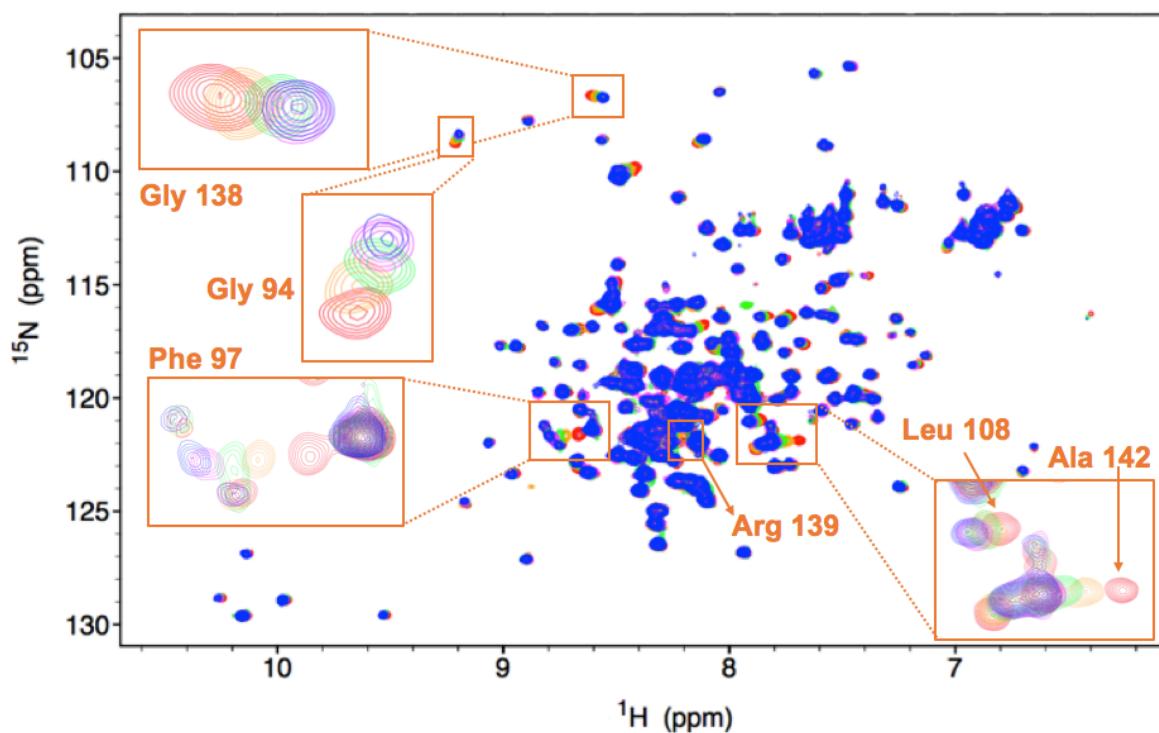 105
110
115
120
125
130
¹⁵N (ppm)
10
9
8
7
¹H (ppm)
Gly 138
Gly 94
Phe 97
Leu 108
Ala 142
Arg 139